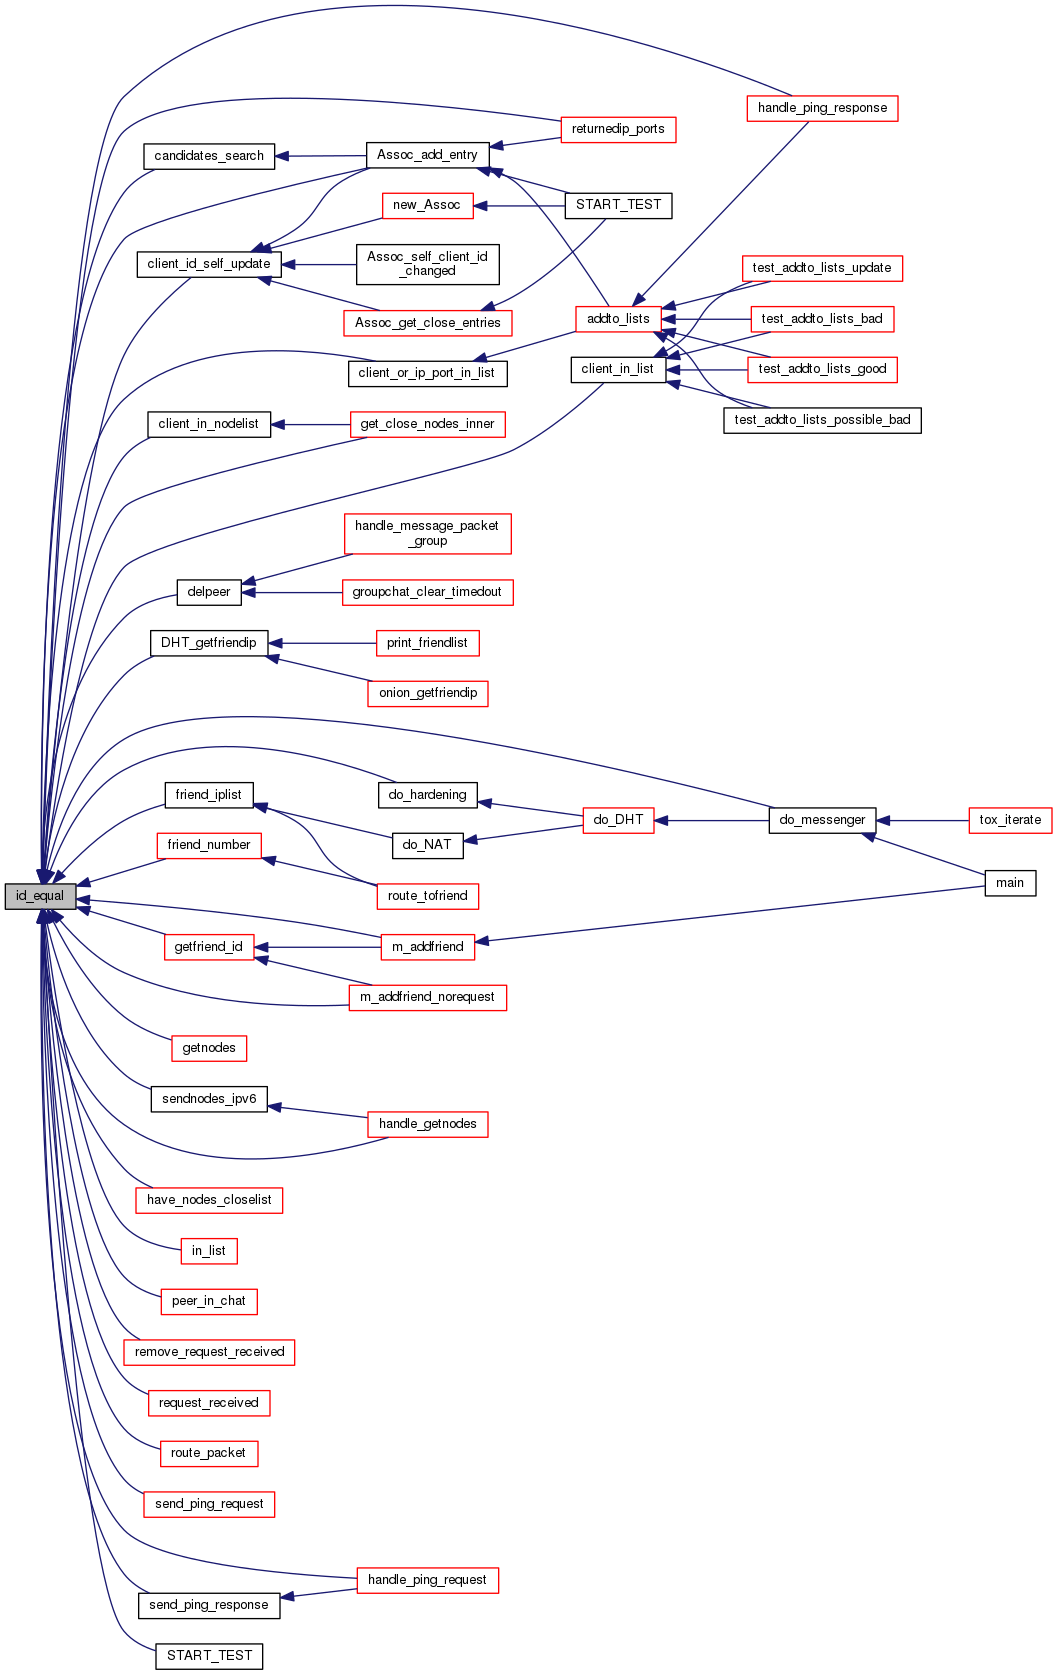 handle_ping_response
returnedip_ports
candidates_search
Assoc_add_entry
new_Assoc
START_TEST
client_id_self_update
Assoc_self_client_id
_changed
test_addto_lists_update
Assoc_get_close_entries
addto_lists
test_addto_lists_bad
client_or_ip_port_in_list
client_in_list
test_addto_lists_good
client_in_nodelist
get_close_nodes_inner
test_addto_lists_possible_bad
handle_message_packet
_group
delpeer
groupchat_clear_timedout
DHT_getfriendip
print_friendlist
onion_getfriendip
friend_iplist
do_hardening
do_DHT
do_messenger
tox_iterate
friend_number
do_NAT
main
id_equal
route_tofriend
getfriend_id
m_addfriend
m_addfriend_norequest
getnodes
sendnodes_ipv6
handle_getnodes
have_nodes_closelist
in_list
peer_in_chat
remove_request_received
request_received
route_packet
send_ping_request
handle_ping_request
send_ping_response
START_TEST